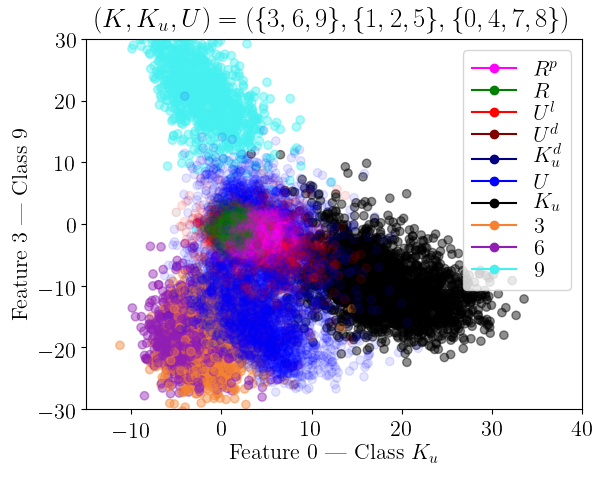 (K, K_u, U) = ({3, 6, 9}, {1, 2, 5}, {0, 4, 7, 8})
R^p
R
U^l
U^d
K_u^d
U
K_u
3
6
9
30
20
10
0
−10
−20
−30
Feature 3 — Class 9
−10 0 10 20 30 40
Feature 0 — Class K_u